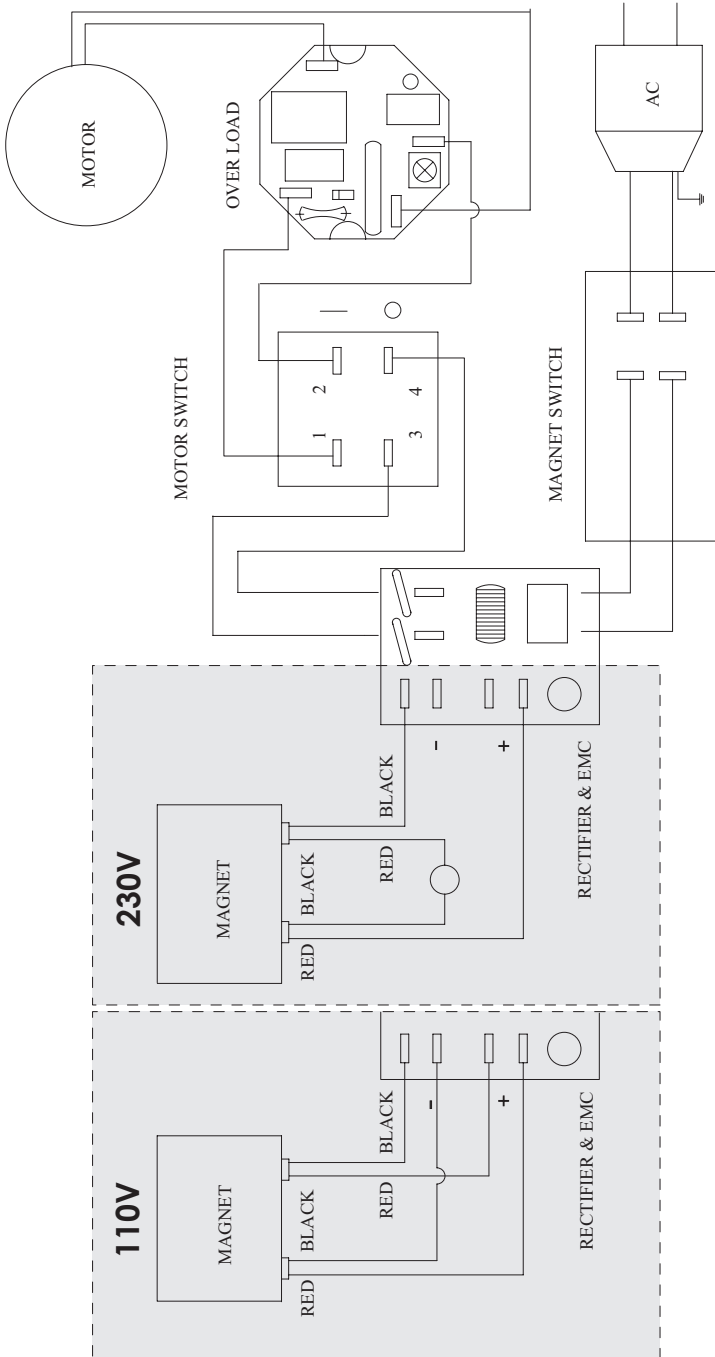 110V
MAGNET
RED
BLACK
RED
BLACK
-
+
RECTIFIER & EMC
230V
MAGNET
RED
BLACK
RED
BLACK
-
+
RECTIFIER & EMC
MOTOR SWITCH
1
2
3
4
OVER LOAD
MOTOR
MAGNET SWITCH
AC